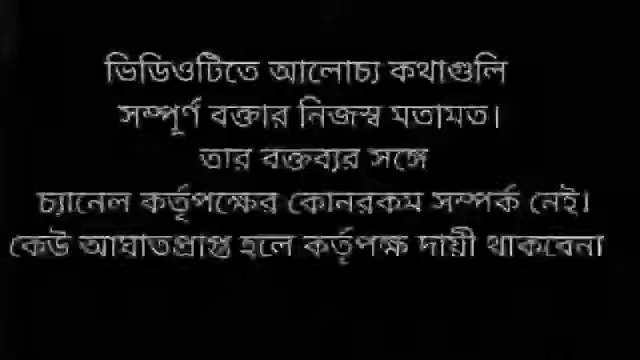 ভিডিওটিতে আলোচ্য কথাগুলি
সম্পূর্ণ বক্তার নিজস্ব মতামত।
তার বক্তব্যর সঙ্গে
চ্যানেল কর্তৃপক্ষের কোনরকম সম্পর্ক নেই।
কেউ আঘাতপ্রাপ্ত হলে কর্তৃপক্ষ দায়ী থাকবেনা